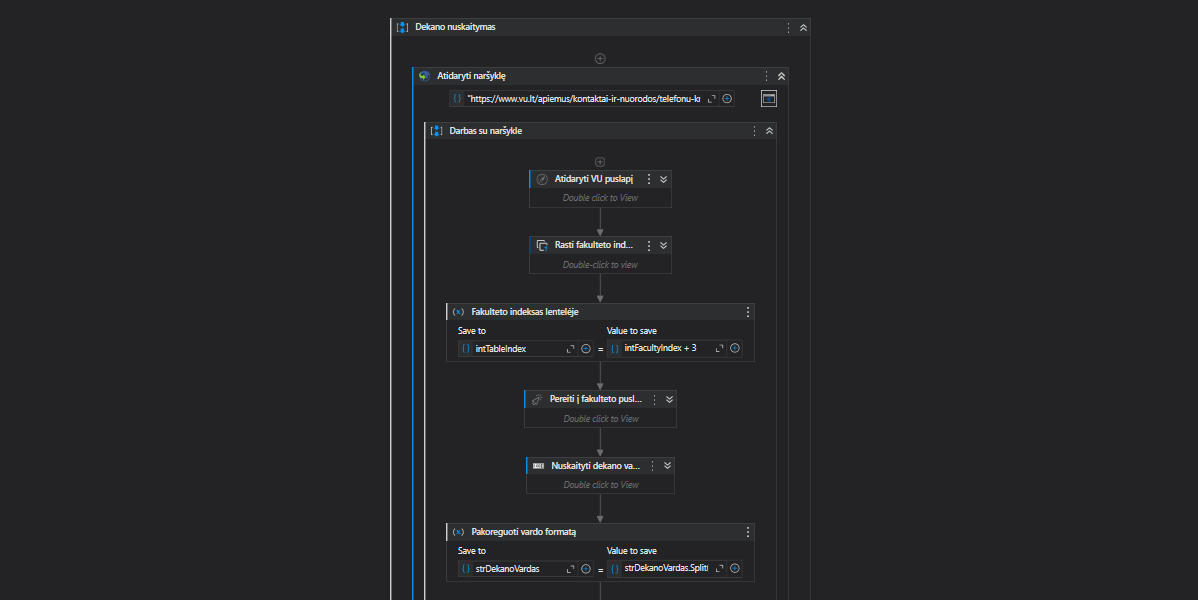 Dekano nuskaitymas
Atidaryti naršyklę
"https://www.vu.lt/apiemus/kontaktai-ir-nuorodos/telefonu-kr
Darbas su naršykle
Atidaryti VU puslapį
Double click to View
Rasti fakulteto ind...
Double-click to view
Fakulteto indeksas lentelėje
Save to Value to save
intTableIndex = intFacultyIndex + 3
Pereiti į fakulteto pusl...
Double click to View
Nuskaityti dekano va...
Double click to View
Pakoreguoti vardo formatą
Save to Value to save
strDekanoVardas = strDekanoVardas.Split(